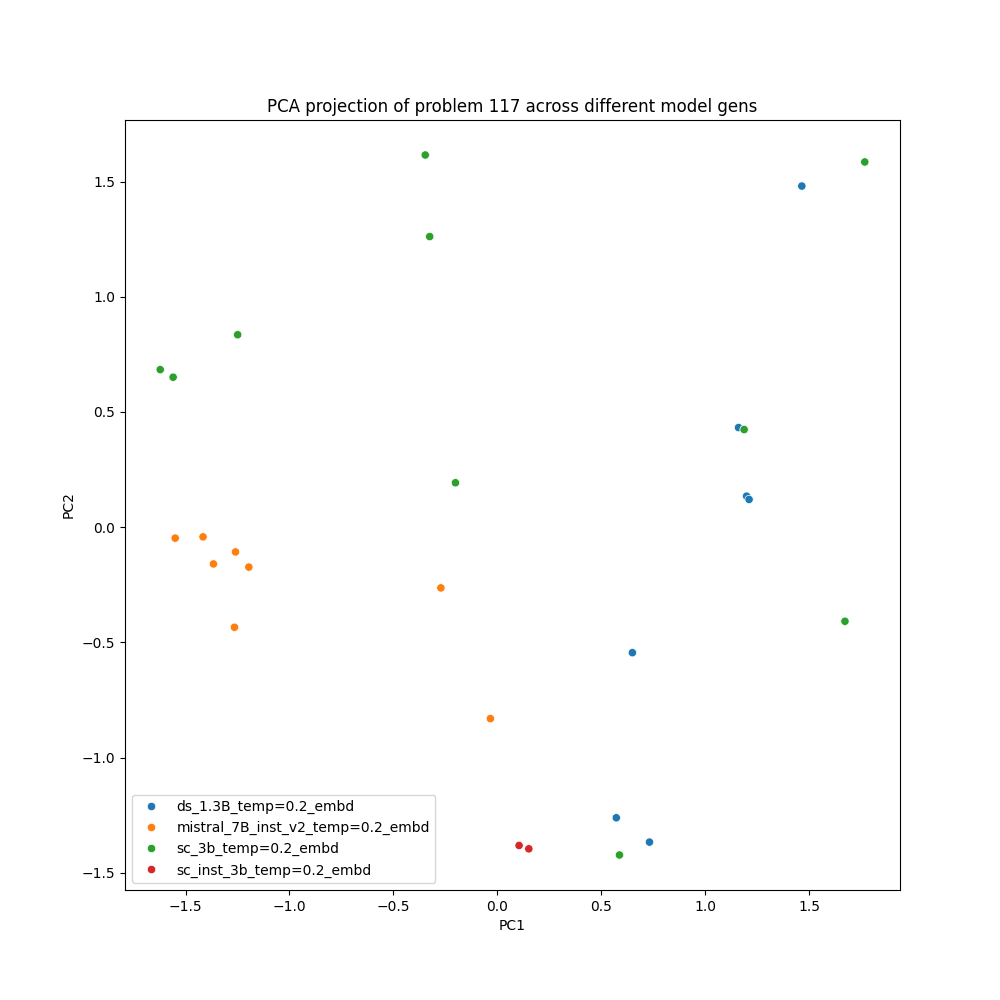 PCA projection of problem 117 across different model gens
PC2
1.5
1.0
0.5
0.0
−0.5
−1.0
−1.5
ds_1.3B_temp=0.2_embd
mistral_7B_inst_v2_temp=0.2_embd
sc_3b_temp=0.2_embd
sc_inst_3b_temp=0.2_embd
−1.5 −1.0 −0.5 0.0 0.5 1.0 1.5
PC1